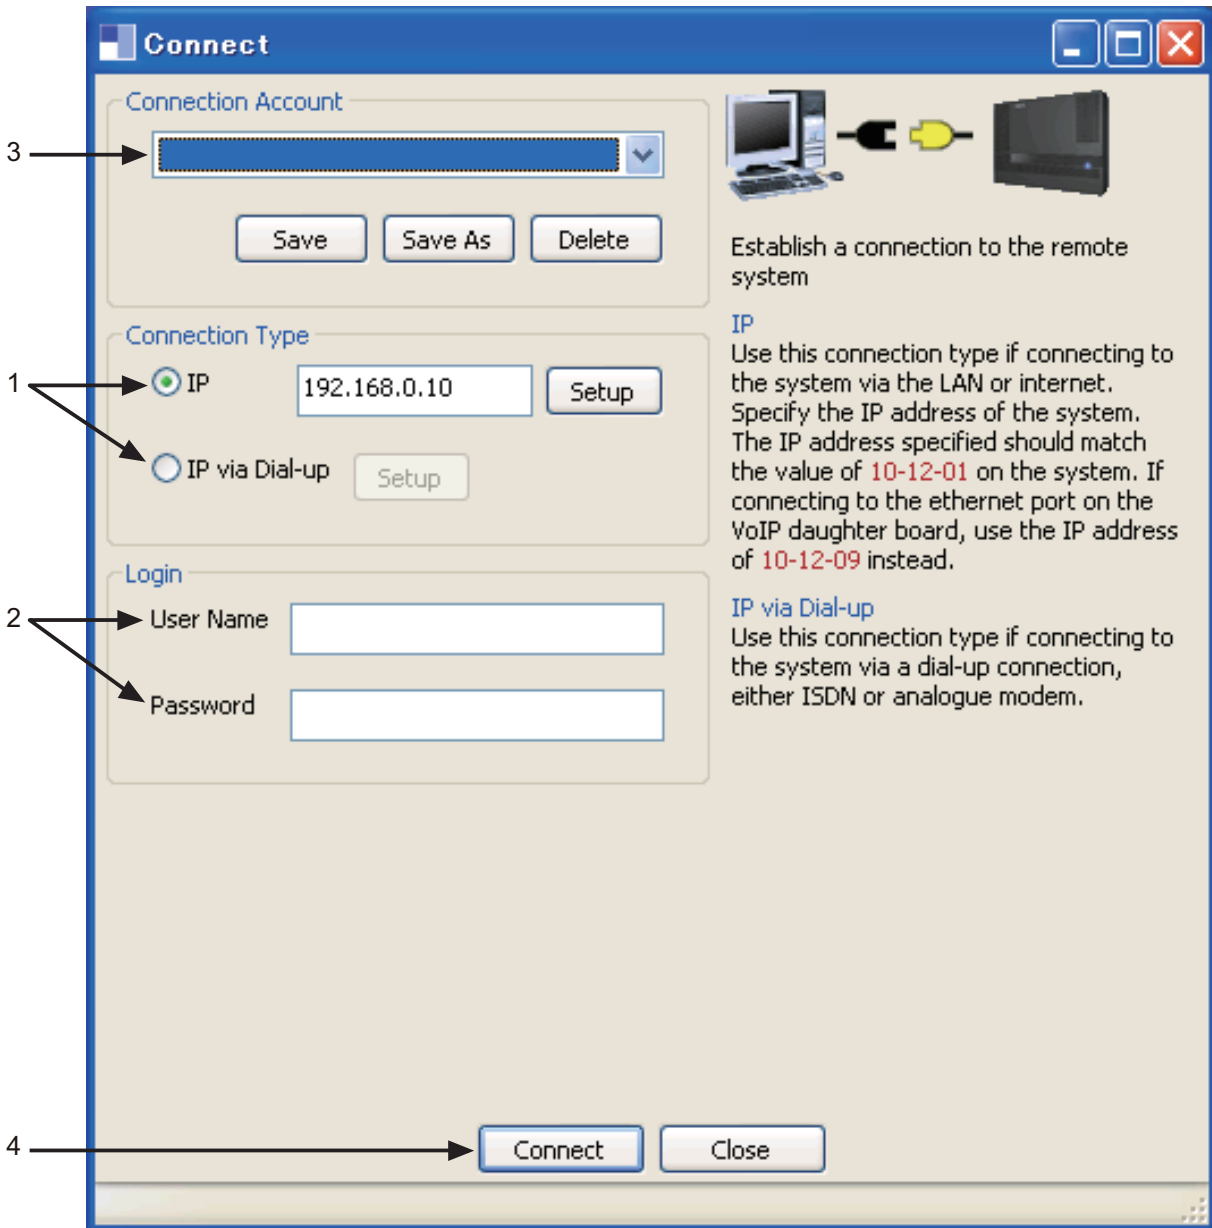 Connect
Connection Account
3
Save
Save As
Delete
Connection Type
1
IP
192.168.0.10
Setup
IP via Dial-up
Setup
Login
2
User Name
Password
Establish a connection to the remote
system
IP
Use this connection type if connecting to
the system via the LAN or internet.
Specify the IP address of the system.
The IP address specified should match
the value of 10-12-01 on the system. If
connecting to the ethernet port on the
VoIP daughter board, use the IP address
of 10-12-09 instead.
IP via Dial-up
Use this connection type if connecting to
the system via a dial-up connection,
either ISDN or analogue modem.
4
Connect
Close